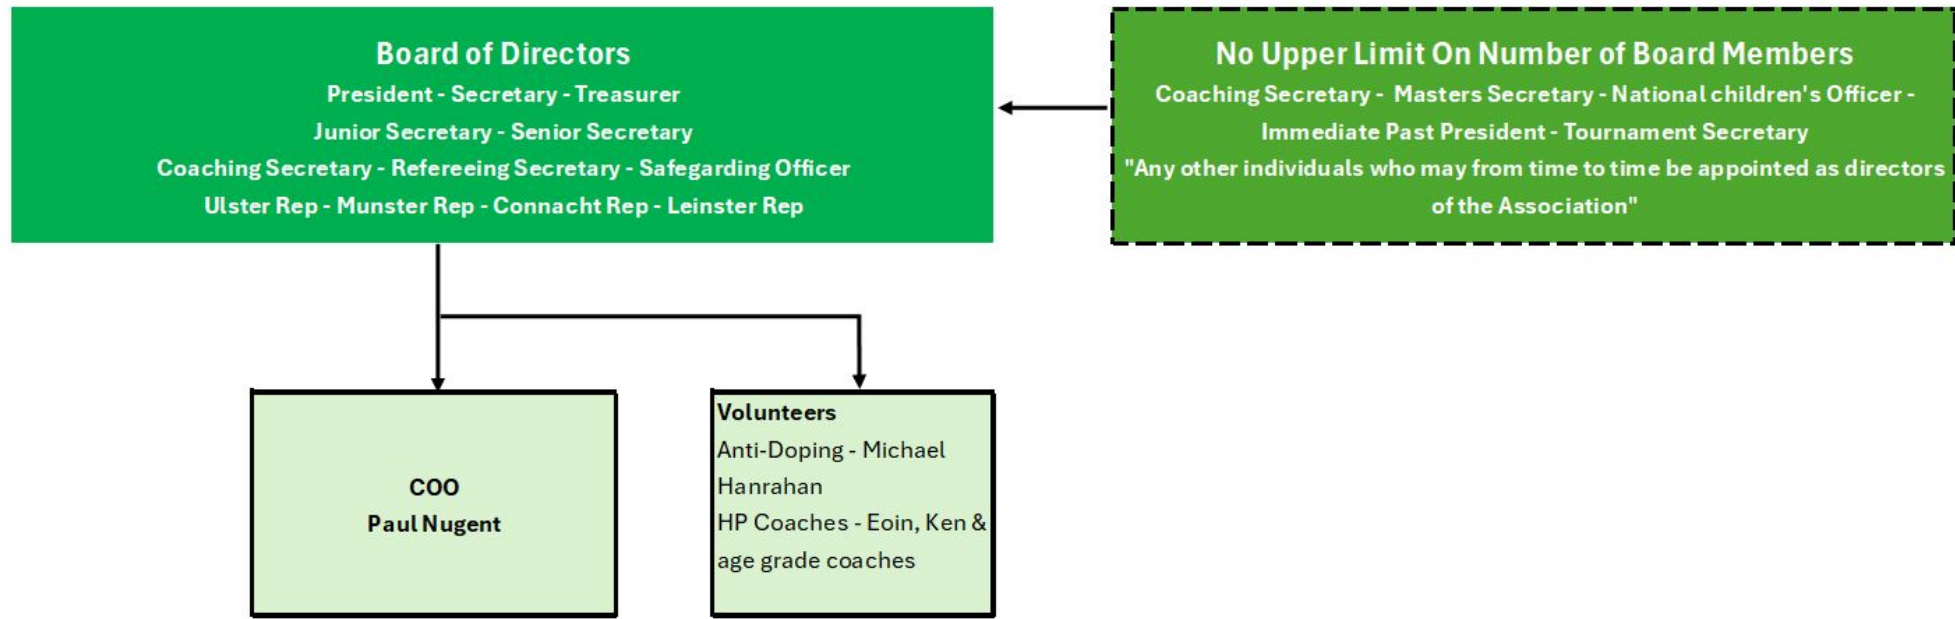 Board of Directors
President - Secretary - Treasurer
Junior Secretary - Senior Secretary
Coaching Secretary - Refereeing Secretary - Safegarding Officer
Ulster Rep - Munster Rep - Connacht Rep - Leinster Rep
No Upper Limit On Number of Board Members
Coaching Secretary - Masters Secretary - National children's Officer -
Immediate Past President - Tournament Secretary
"Any other individuals who may from time to time be appointed as directors
of the Association"
COO
Paul Nugent
Volunteers
Anti-Doping - Michael
Hanrahan
HP Coaches - Eoin, Ken &
age grade coaches